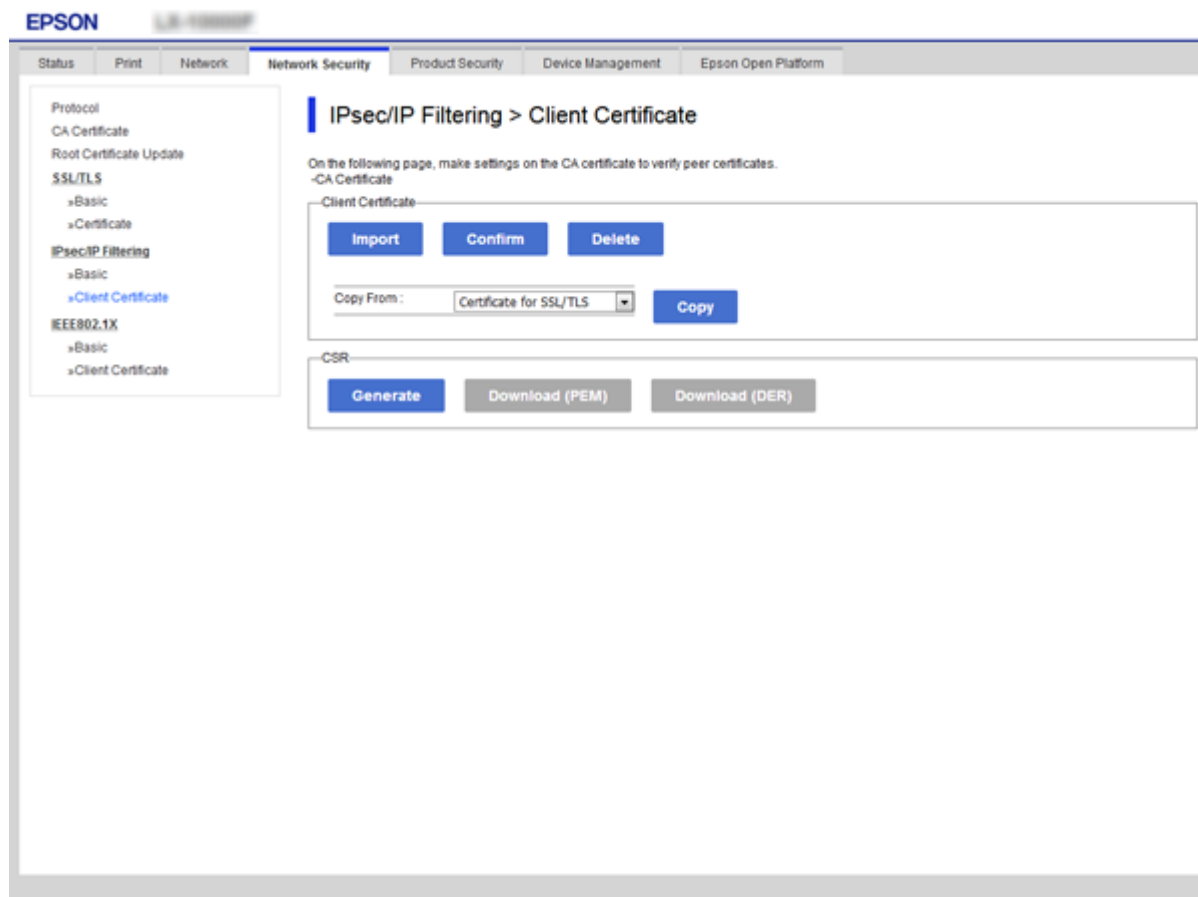 EPSON
Status Print Network Network Security Product Security Device Management Epson Open Platform
Protocol
CA Certificate
Root Certificate Update
SSL/TLS
»Basic
»Certificate
IPsec/IP Filtering
»Basic
»Client Certificate
IEEE802.1X
»Basic
»Client Certificate
IPsec/IP Filtering > Client Certificate
On the following page, make settings on the CA certificate to verify peer certificates.
-CA Certificate
Client Certificate
Import Confirm Delete
Copy From : Certificate for SSL/TLS Copy
CSR
Generate Download (PEM) Download (DER)